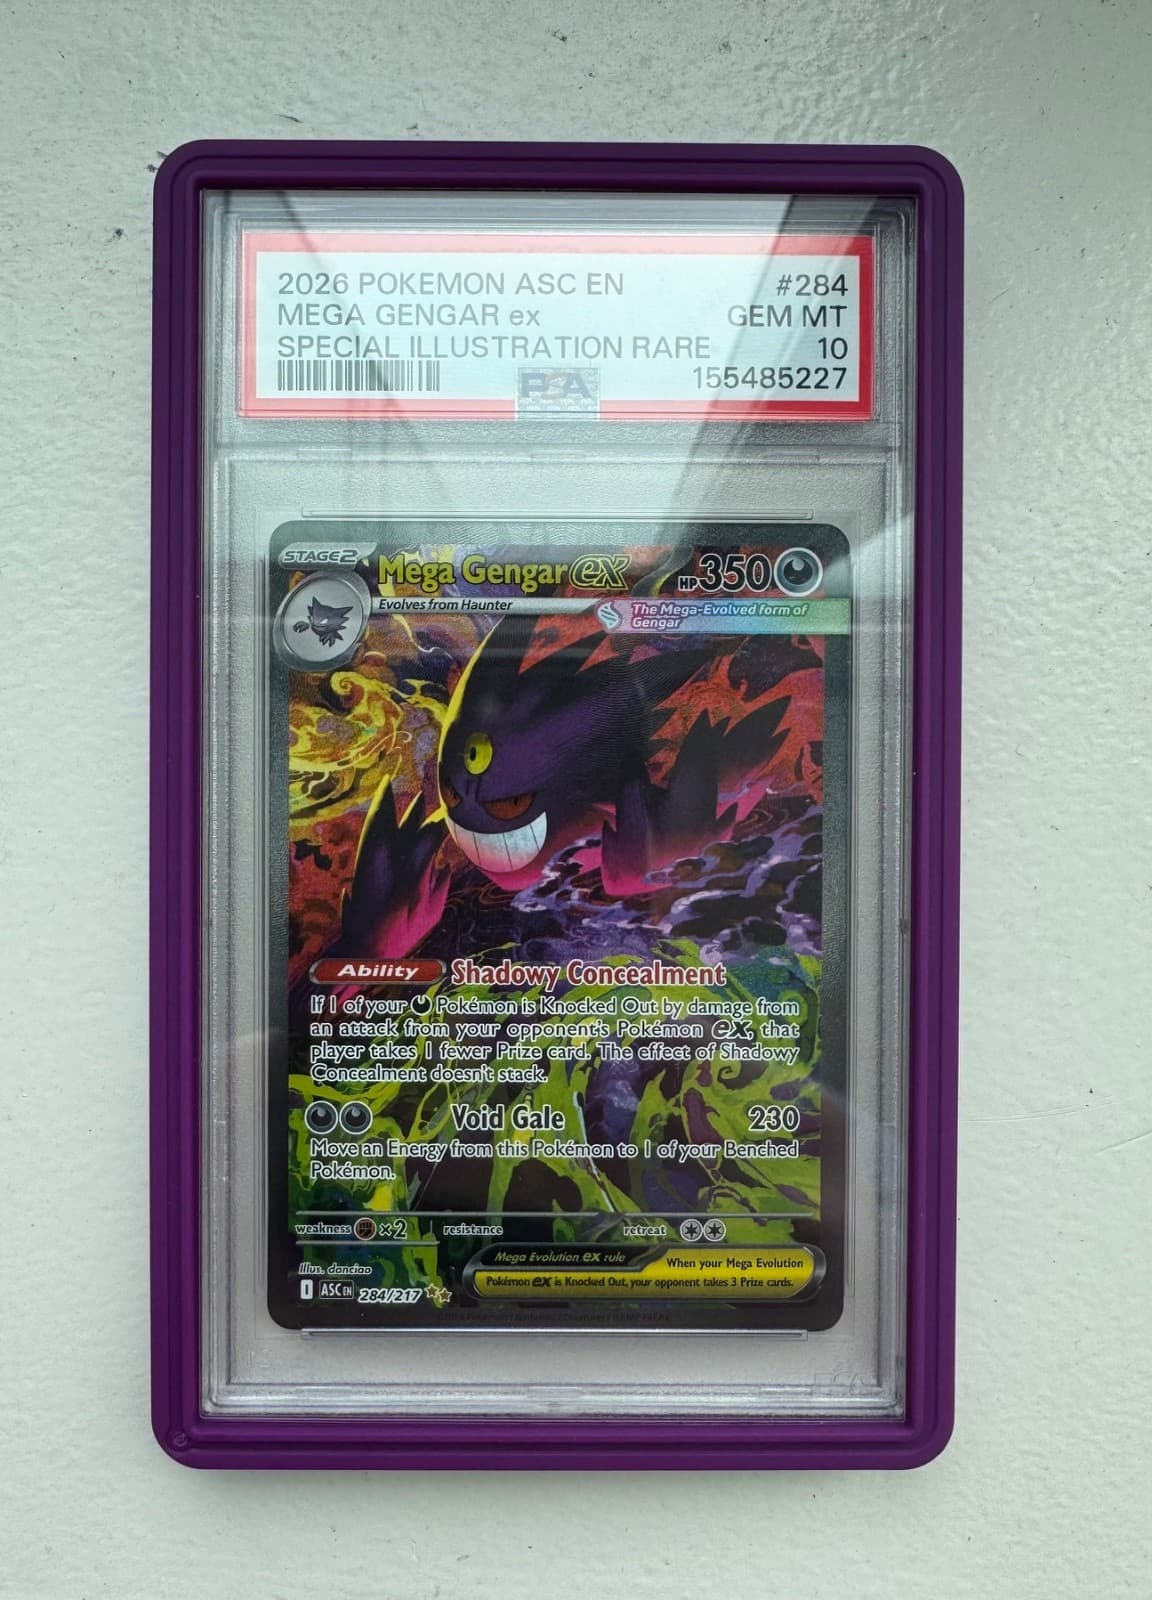 2026 POKEMON ASC EN #284
MEGA GENGAR ex GEM MT
SPECIAL ILLUSTRATION RARE 10
PSA 155485227
STAGE2 Mega Gengar ex HP 350
Evolves from Haunter
The Mega-Evolved form of
Gengar
Ability Shadowy Concealment
If 1 of your Pokémon is Knocked Out by damage from
an attack from your opponent's Pokémon ex, that
player takes 1 fewer Prize card. The effect of Shadowy
Concealment doesn't stack.
Void Gale 230
Move an Energy from this Pokémon to 1 of your Benched
Pokémon.
weakness ×2 resistance retreat
Mega Evolution ex rule When your Mega Evolution
Pokémon ex is Knocked Out, your opponent takes 3 Prize cards.
Illus. danciao
I ASC EN 284/217